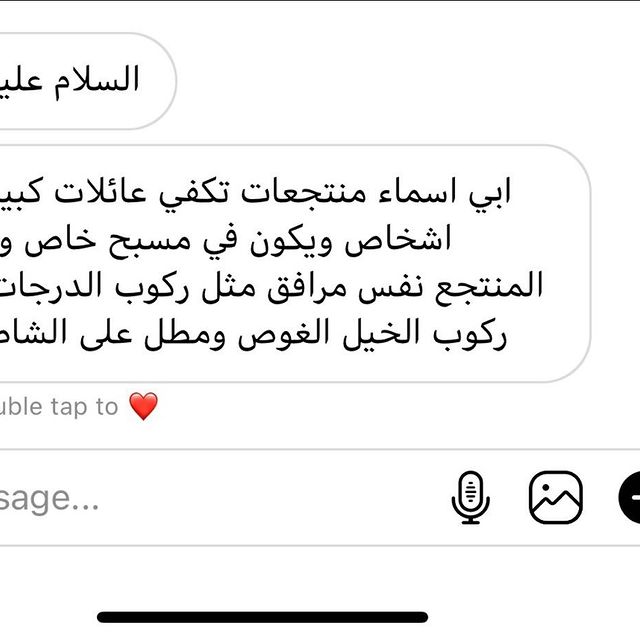 السلام علي
ابي اسماء منتجعات تكفي عائلات كبي
اشخاص ويكون في مسبح خاص و
المنتجع نفس مرافق مثل ركوب الدرجات
ركوب الخيل الغوص ومطل على الشا
uble tap to ❤️
sage...